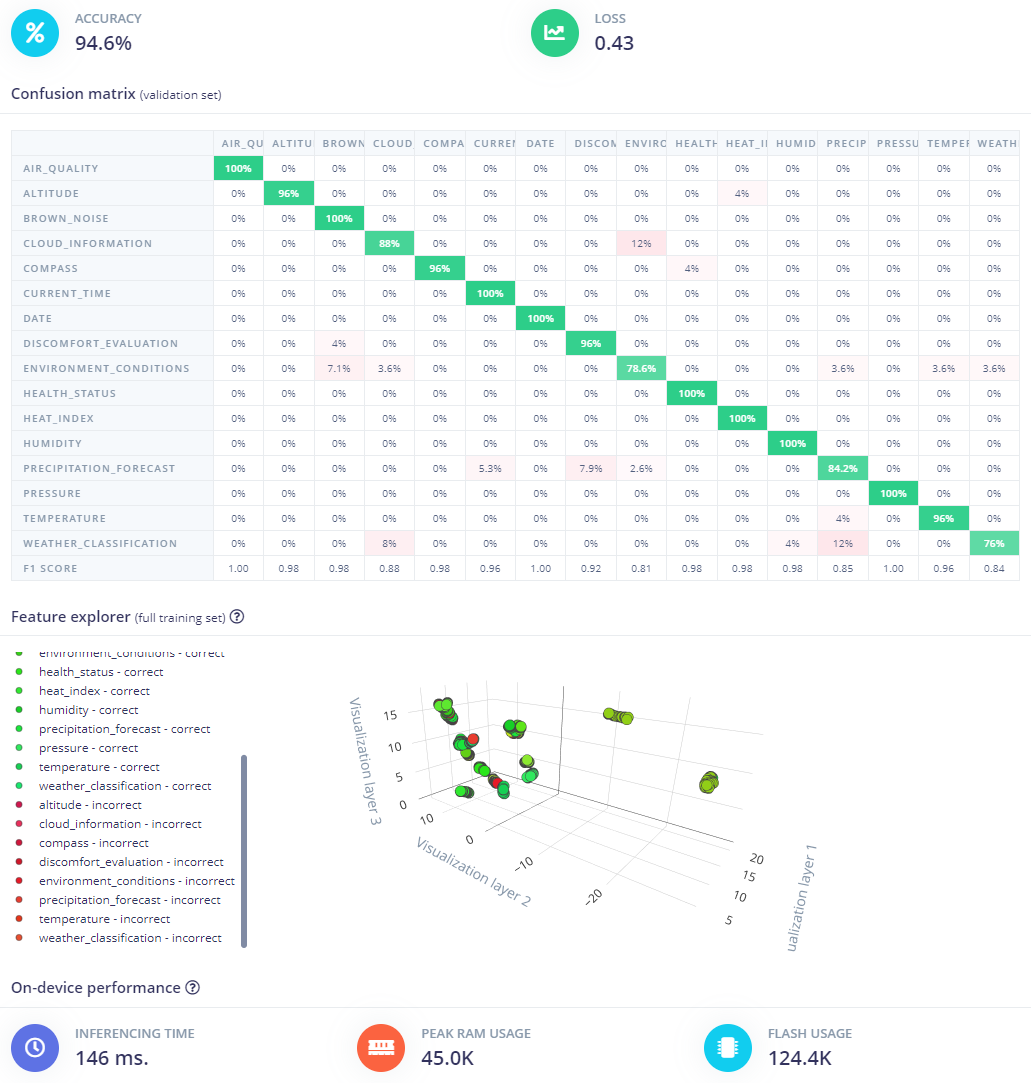 ACCURACY
94.6%
LOSS
0.43
Confusion matrix (validation set)
AIR_QU ALTITU BROWN CLOUD_ COMPA CURREN DATE DISCOM ENVIRO HEALTH HEAT_I HUMID PRECIP PRESSU TEMPER WEATH
AIR_QUALITY 100% 0% 0% 0% 0% 0% 0% 0% 0% 0% 0% 0% 0% 0% 0% 0%
ALTITUDE 0% 96% 0% 0% 0% 0% 0% 0% 0% 0% 4% 0% 0% 0% 0% 0%
BROWN_NOISE 0% 0% 100% 0% 0% 0% 0% 0% 0% 0% 0% 0% 0% 0% 0% 0%
CLOUD_INFORMATION 0% 0% 0% 88% 0% 0% 0% 0% 12% 0% 0% 0% 0% 0% 0% 0%
COMPASS 0% 0% 0% 0% 96% 0% 0% 0% 0% 4% 0% 0% 0% 0% 0% 0%
CURRENT_TIME 0% 0% 0% 0% 0% 100% 0% 0% 0% 0% 0% 0% 0% 0% 0% 0%
DATE 0% 0% 0% 0% 0% 0% 100% 0% 0% 0% 0% 0% 0% 0% 0% 0%
DISCOMFORT_EVALUATION 0% 0% 4% 0% 0% 0% 0% 96% 0% 0% 0% 0% 0% 0% 0% 0%
ENVIRONMENT_CONDITIONS 0% 0% 7.1% 3.6% 0% 0% 0% 0% 78.6% 0% 0% 0% 3.6% 0% 3.6% 3.6%
HEALTH_STATUS 0% 0% 0% 0% 0% 0% 0% 0% 0% 100% 0% 0% 0% 0% 0% 0%
HEAT_INDEX 0% 0% 0% 0% 0% 0% 0% 0% 0% 0% 100% 0% 0% 0% 0% 0%
HUMIDITY 0% 0% 0% 0% 0% 0% 0% 0% 0% 0% 0% 100% 0% 0% 0% 0%
PRECIPITATION_FORECAST 0% 0% 0% 0% 0% 5.3% 0% 7.9% 2.6% 0% 0% 0% 84.2% 0% 0% 0%
PRESSURE 0% 0% 0% 0% 0% 0% 0% 0% 0% 0% 0% 0% 0% 100% 0% 0%
TEMPERATURE 0% 0% 0% 0% 0% 0% 0% 0% 0% 0% 0% 0% 4% 0% 96% 0%
WEATHER_CLASSIFICATION 0% 0% 0% 8% 0% 0% 0% 0% 0% 0% 0% 4% 12% 0% 0% 76%
F1 SCORE 1.00 0.98 0.98 0.88 0.98 0.96 1.00 0.92 0.81 0.98 0.98 0.98 0.85 1.00 0.96 0.84
Feature explorer (full training set) ?
environment_conditions - correct
health_status - correct
heat_index - correct
humidity - correct
precipitation_forecast - correct
pressure - correct
temperature - correct
weather_classification - correct
altitude - incorrect
cloud_information - incorrect
compass - incorrect
discomfort_evaluation - incorrect
environment_conditions - incorrect
precipitation_forecast - incorrect
temperature - incorrect
weather_classification - incorrect
Visualization layer 3
15
10
5
0
10
0
−10
−20
Visualization layer 2
20
15
10
5
ualization layer 1
On-device performance ?
INFERENCING TIME
146 ms.
PEAK RAM USAGE
45.0K
FLASH USAGE
124.4K